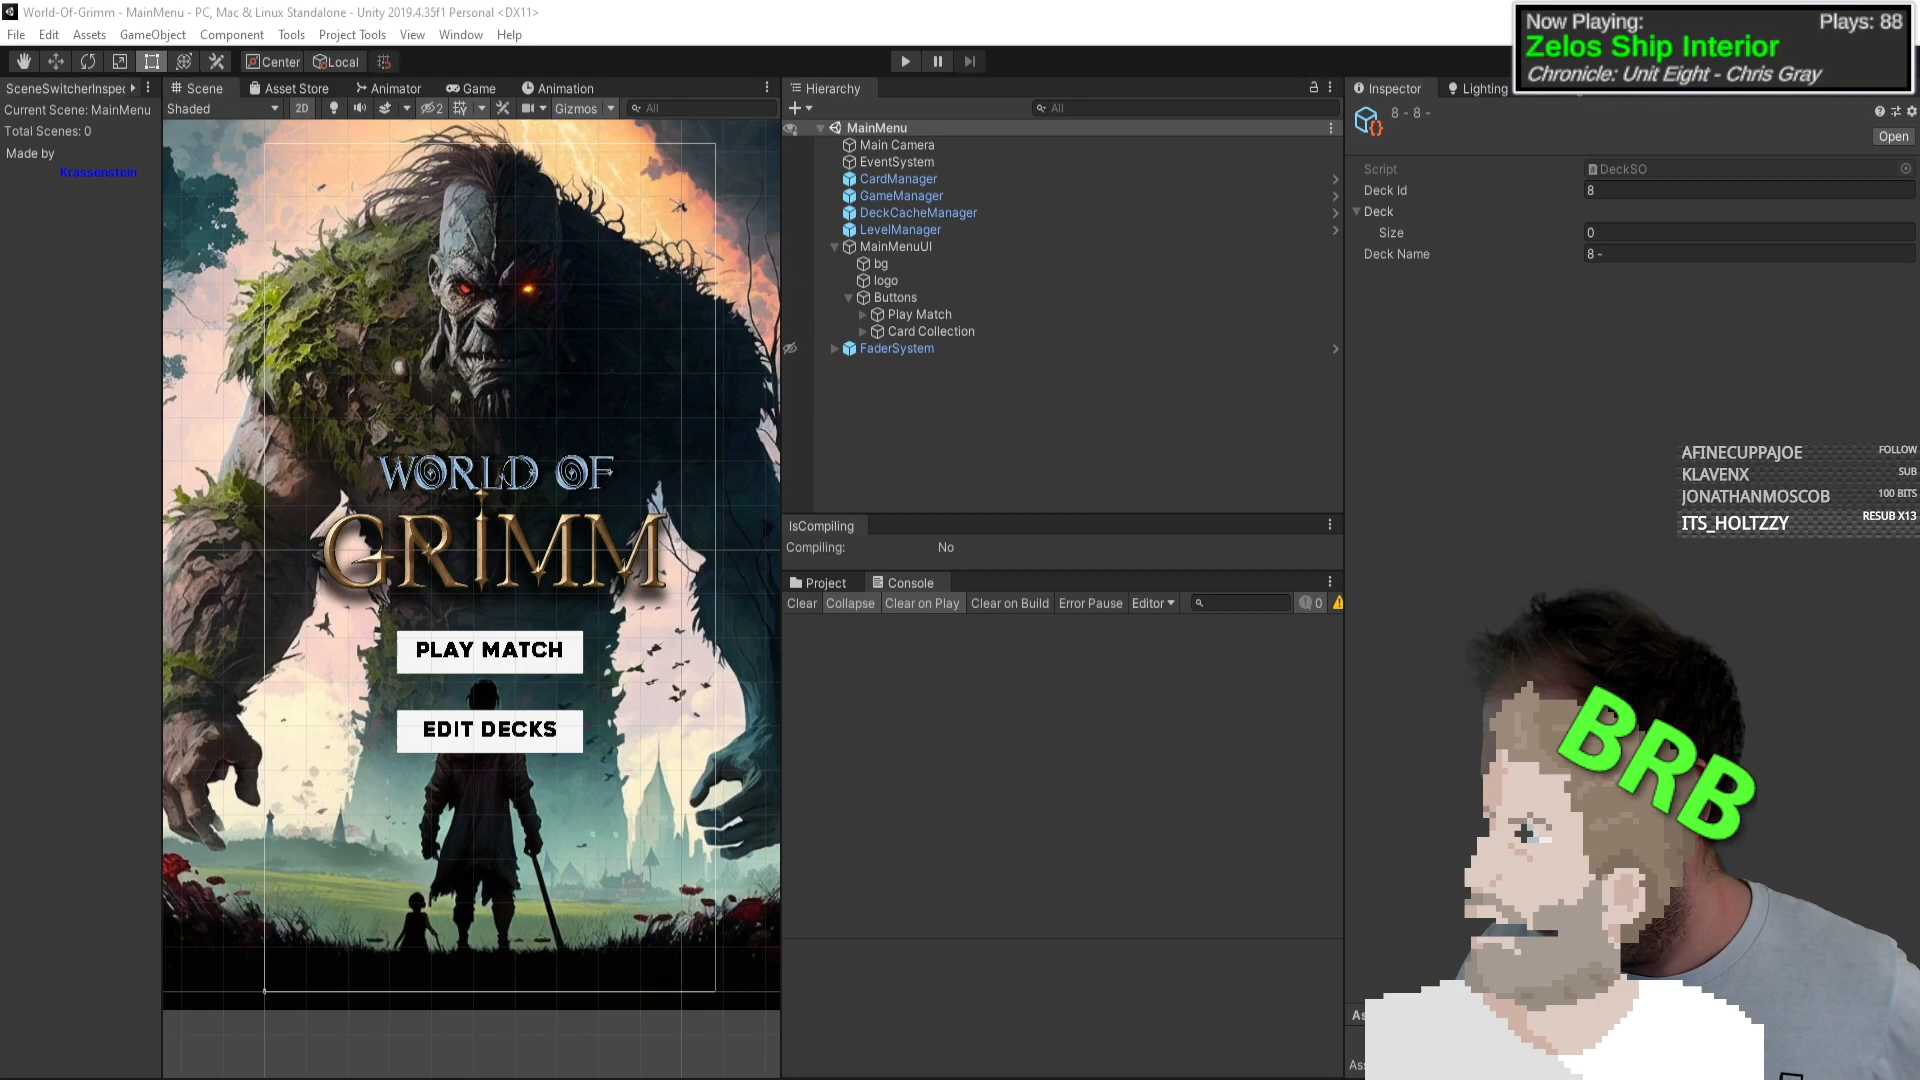 World-Of-Grimm - MainMenu - PC, Mac & Linux Standalone - Unity 2019.4.35f1 Personal <DX11>
File Edit Assets GameObject Component Tools Jobs Project Tools View Window Help
Center Local
Now Playing: Plays: 88
Zelos Ship Interior
Chronicle: Unit Eight - Chris Gray
SceneSwitcherInspec
Current Scene: MainMenu
Total Scenes: 0
Made by
Krassenstein
Scene Asset Store Animator Game Animation
Shaded 2D 2 Gizmos All
WORLD OF
GRIMM
PLAY MATCH
EDIT DECKS
Hierarchy
All
MainMenu
Main Camera
EventSystem
CardManager
GameManager
DeckCacheManager
LevelManager
MainMenuUI
bg
logo
Buttons
Play Match
Card Collection
FaderSystem
IsCompiling
Compiling: No
Project Console
Clear Collapse Clear on Play Clear on Build Error Pause Editor 0
Inspector Lighting
8 - 8 -
Open
Script DeckSO
Deck Id 8
Deck
Size 0
Deck Name 8 -
AFINECUPPAJOE FOLLOW
KLAVENX SUB
JONATHANMOSCOB 100 BITS
ITS_HOLTZZY RESUB X13
BRB
As
As